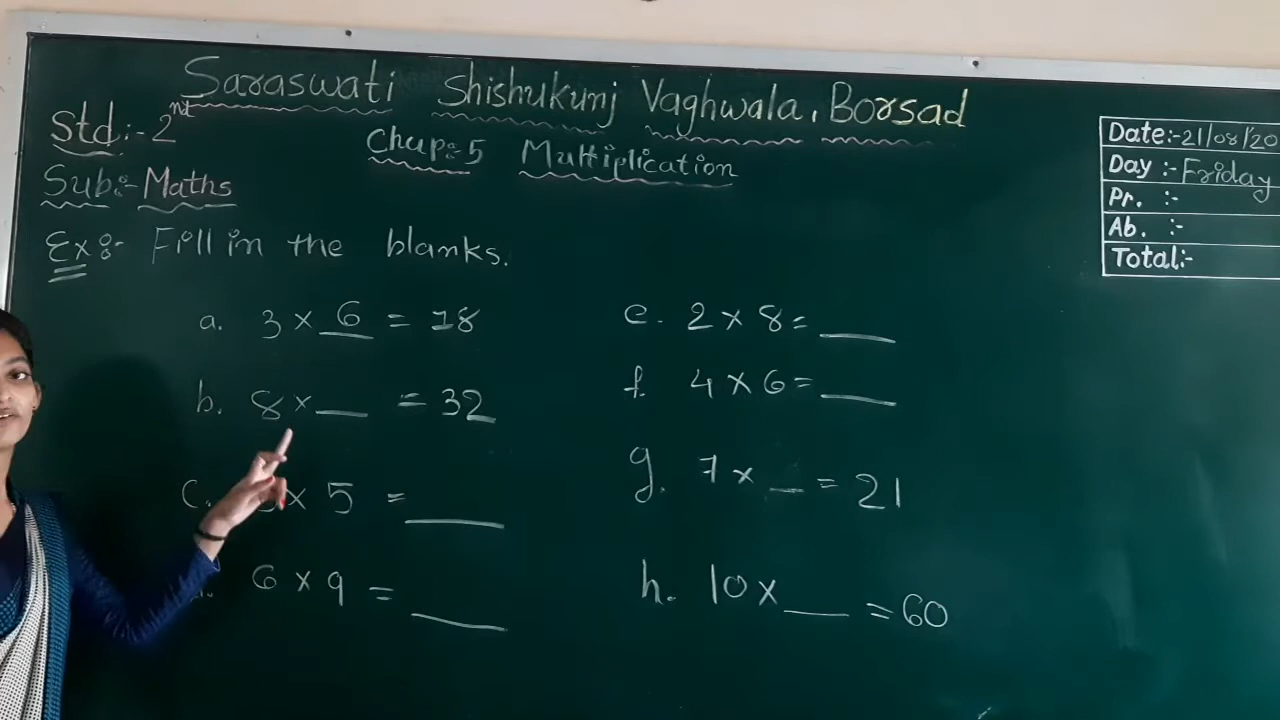 Saraswati Shishukunj Vaghwala, Borsad
Std:- 2nd
Chap:-5 Multiplication
Sub:- Maths
Date:-21/08/20
Day :- Friday
Pr. :-
Ab. :-
Total:-
Ex:- Fill in the blanks.
a. 3 × 6 = 18
b. 8 × __ = 32
c. × 5 = __
6 × 9 = __
e. 2 × 8 = __
f. 4 × 6 = __
g. 7 × __ = 21
h. 10 × __ = 60